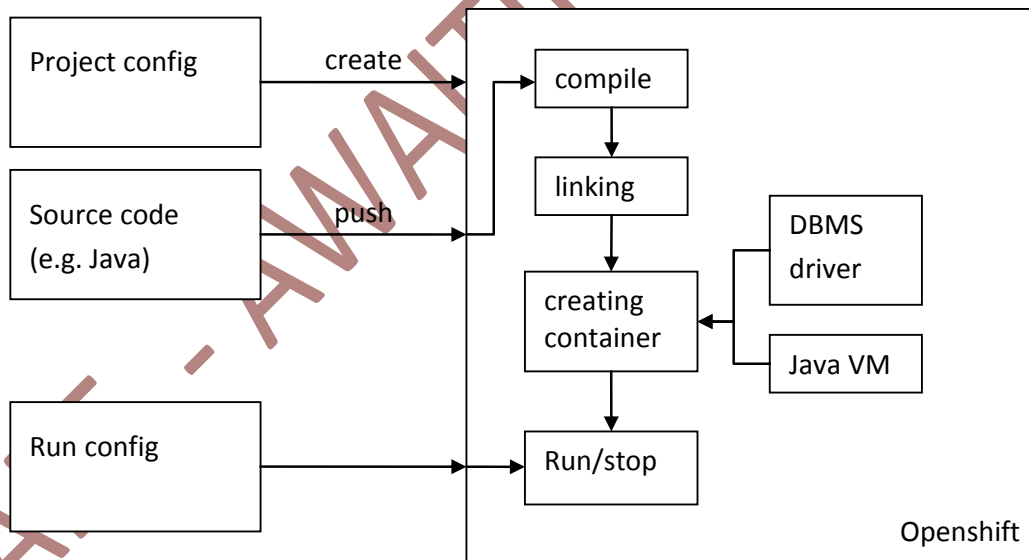 Project config
create
compile
linking
Source code
(e.g. Java)
push
DBMS
driver
creating
container
Java VM
Run config
Run/stop
Openshift